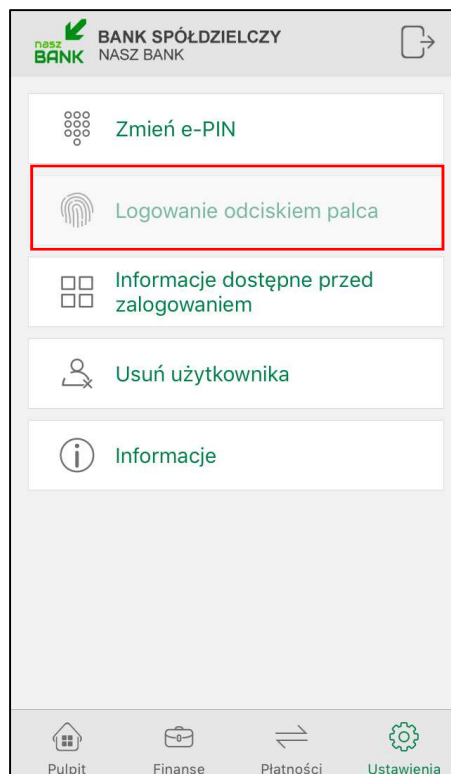 nasz
BANK
BANK SPÓŁDZIELCZY
NASZ BANK
Zmień e-PIN
Logowanie odciskiem palca
Informacje dostępne przed
zalogowaniem
Usuń użytkownika
Informacje
Pulpit Finanse Płatności Ustawienia